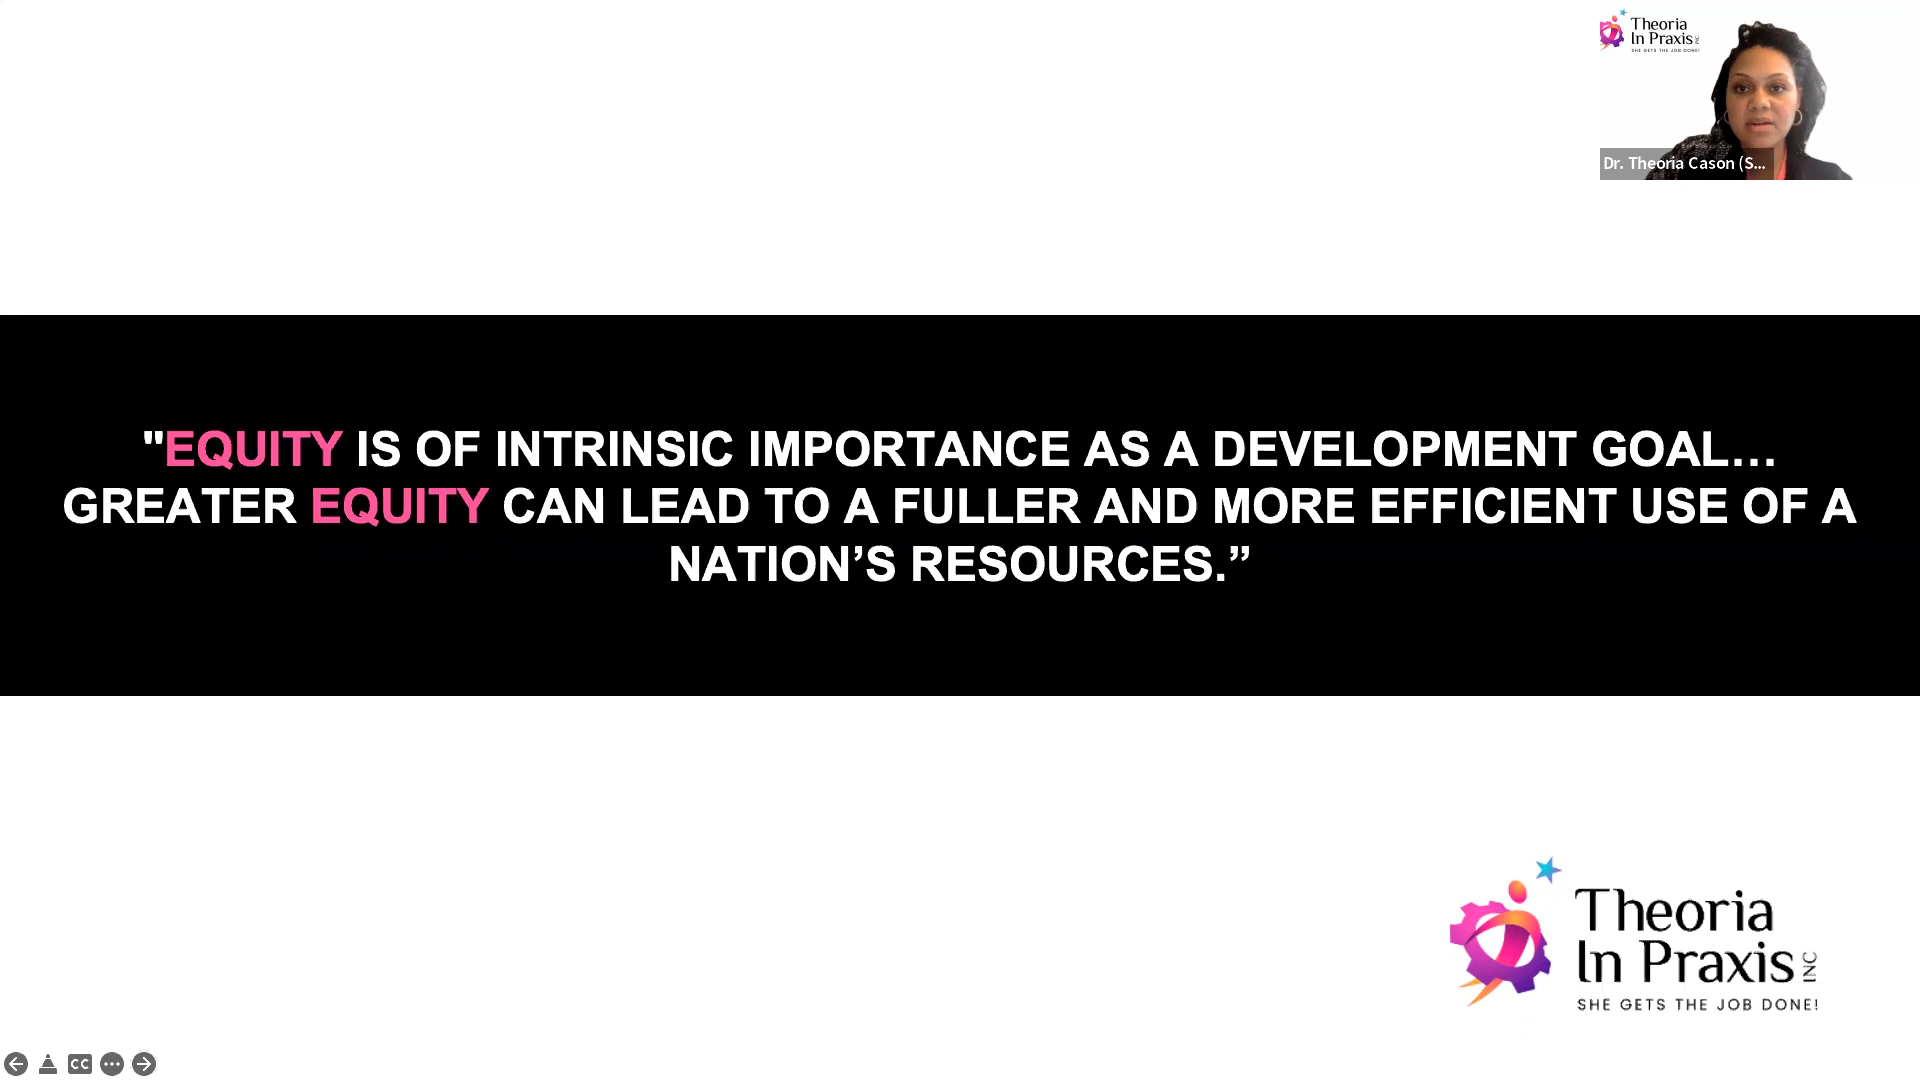 Theoria
In Praxis INC
SHE GETS THE JOB DONE!
Dr. Theoria Cason (S...
"EQUITY IS OF INTRINSIC IMPORTANCE AS A DEVELOPMENT GOAL…
GREATER EQUITY CAN LEAD TO A FULLER AND MORE EFFICIENT USE OF A
NATION’S RESOURCES.”
Theoria
In Praxis INC
SHE GETS THE JOB DONE!
CC